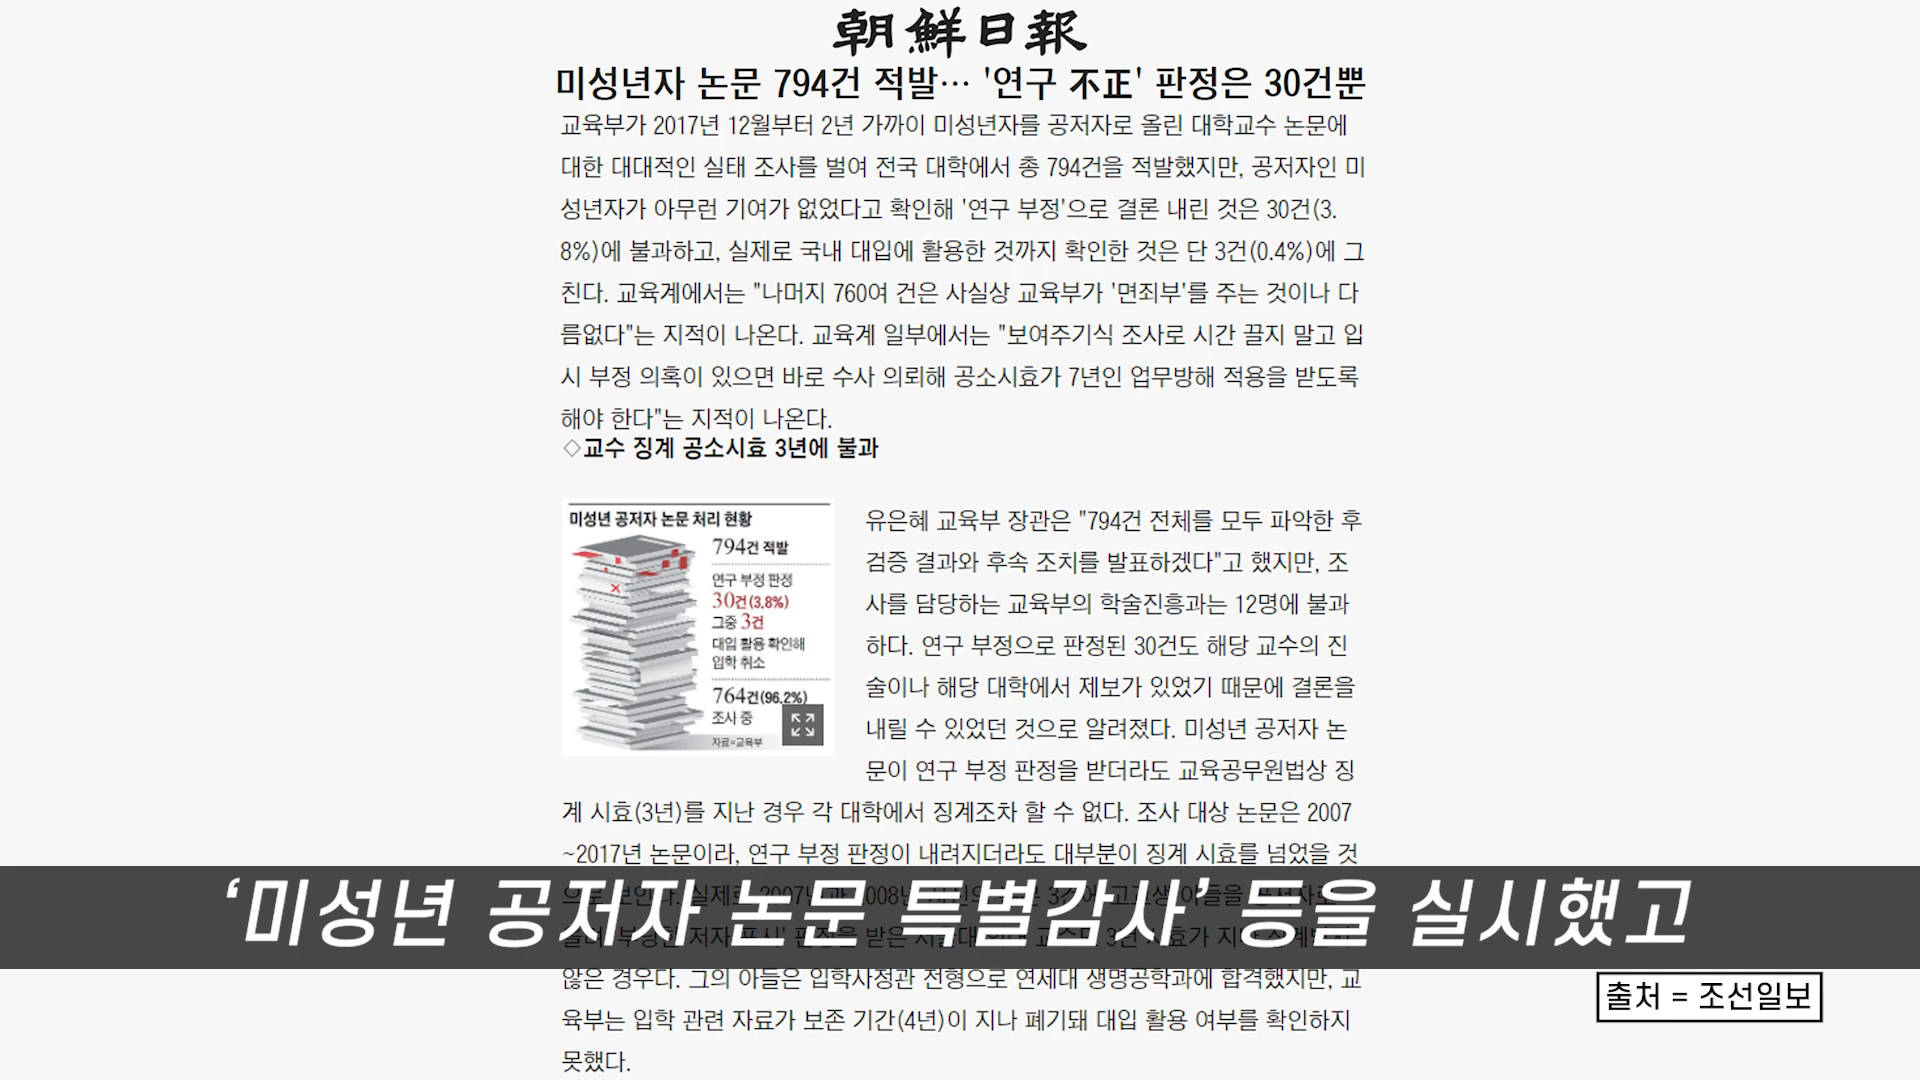 朝鮮日報
미성년자 논문 794건 적발… '연구 不正' 판정은 30건뿐
교육부가 2017년 12월부터 2년 가까이 미성년자를 공저자로 올린 대학교수 논문에
대한 대대적인 실태 조사를 벌여 전국 대학에서 총 794건을 적발했지만, 공저자인 미
성년자가 아무런 기여가 없었다고 확인해 '연구 부정'으로 결론 내린 것은 30건(3.
8%)에 불과하고, 실제로 국내 대입에 활용한 것까지 확인한 것은 단 3건(0.4%)에 그
친다. 교육계에서는 "나머지 760여 건은 사실상 교육부가 '면죄부'를 주는 것이나 다
름없다"는 지적이 나온다. 교육계 일부에서는 "보여주기식 조사로 시간 끌지 말고 입
시 부정 의혹이 있으면 바로 수사 의뢰해 공소시효가 7년인 업무방해 적용을 받도록
해야 한다"는 지적이 나온다.
◇교수 징계 공소시효 3년에 불과
미성년 공저자 논문 처리 현황
794건 적발
연구 부정 판정
30건(3.8%)
그중 3건
대입 활용 확인해
입학 취소
764건(96.2%)
조사 중
자료=교육부
유은혜 교육부 장관은 "794건 전체를 모두 파악한 후
검증 결과와 후속 조치를 발표하겠다"고 했지만, 조
사를 담당하는 교육부의 학술진흥과는 12명에 불과
하다. 연구 부정으로 판정된 30건도 해당 교수의 진
술이나 해당 대학에서 제보가 있었기 때문에 결론을
내릴 수 있었던 것으로 알려졌다. 미성년 공저자 논
문이 연구 부정 판정을 받더라도 교육공무원법상 징
계 시효(3년)를 지난 경우 각 대학에서 징계조차 할 수 없다. 조사 대상 논문은 2007
~2017년 논문이라, 연구 부정 판정이 내려지더라도 대부분이 징계 시효를 넘었을 것
‘미성년 공저자 논문 특별감사’ 등을 실시했고
않은 경우다. 그의 아들은 입학사정관 전형으로 연세대 생명공학과에 합격했지만, 교
육부는 입학 관련 자료가 보존 기간(4년)이 지나 폐기돼 대입 활용 여부를 확인하지
못했다.
출처 = 조선일보